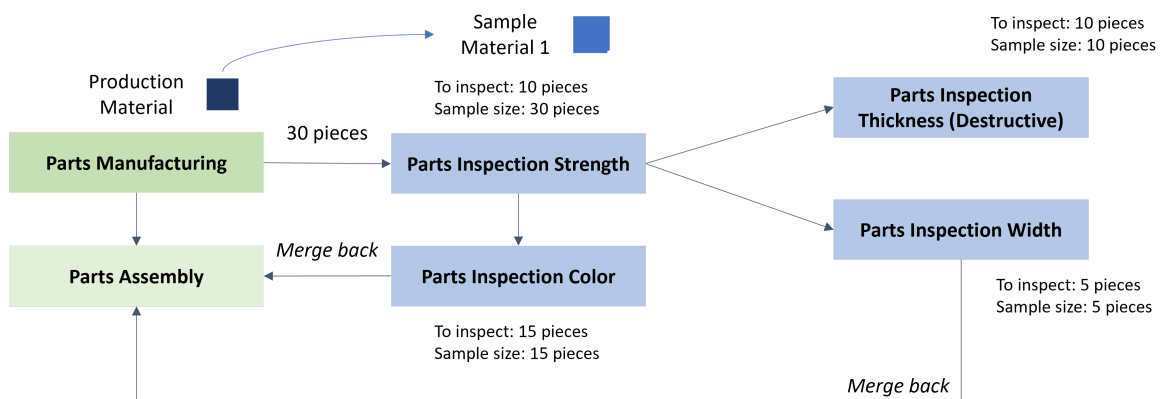 Sample
Material 1
To inspect: 10 pieces
Sample size: 10 pieces
Production
Material
To inspect: 10 pieces
Sample size: 30 pieces
Parts Inspection
Thickness (Destructive)
30 pieces
Parts Manufacturing
Parts Inspection Strength
Parts Inspection Width
Merge back
Parts Assembly
Parts Inspection Color
To inspect: 5 pieces
Sample size: 5 pieces
To inspect: 15 pieces
Sample size: 15 pieces
Merge back